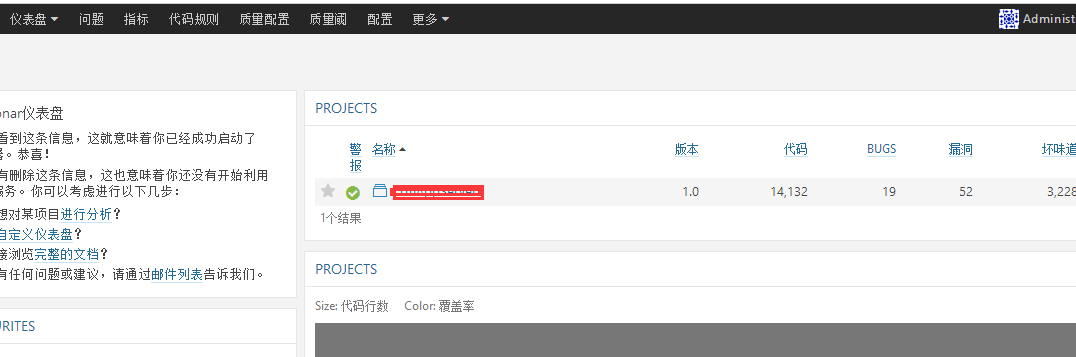 仪表盘 问题 指标 代码规则 质量配置 质量阈 配置 更多 Administ
onar仪表盘
看到这条信息，这就意味着你已经成功启动了
。恭喜！
有删除这条信息，这也意味着你还没有开始利用
服务。你可以考虑进行以下几步：
想对某项目进行分析？
自定义仪表盘？
接浏览完整的文档？
有任何问题或建议，请通过邮件列表告诉我们。
URITES
PROJECTS
警报 名称 版本 代码 BUGS 漏洞 坏味道
1.0 14,132 19 52 3,228
1个结果
PROJECTS
Size: 代码行数 Color: 覆盖率